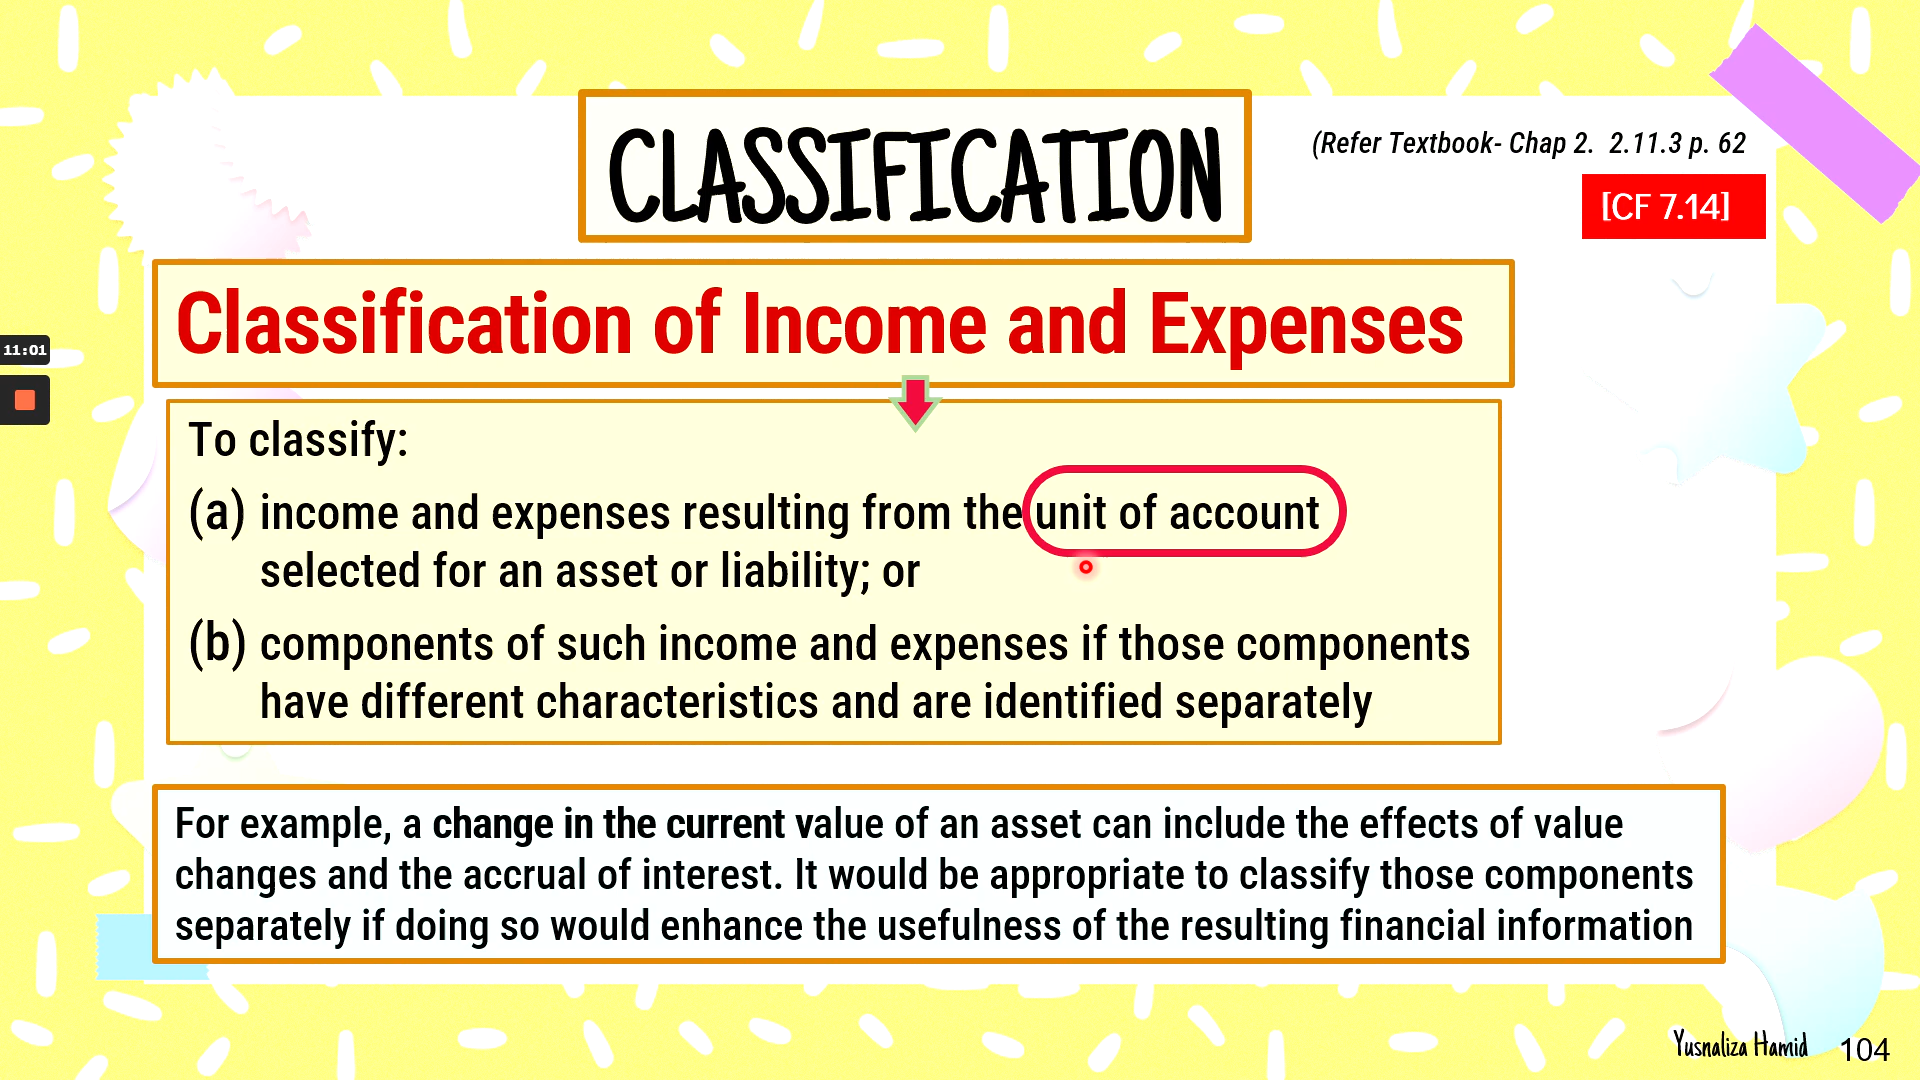 CLASSIFICATION
(Refer Textbook- Chap 2. 2.11.3 p. 62
[CF 7.14]
Classification of Income and Expenses
11:01
To classify:
(a) income and expenses resulting from the unit of account
selected for an asset or liability; or
(b) components of such income and expenses if those components
have different characteristics and are identified separately
For example, a change in the current value of an asset can include the effects of value
changes and the accrual of interest. It would be appropriate to classify those components
separately if doing so would enhance the usefulness of the resulting financial information
Yusnaliza Hamid
104